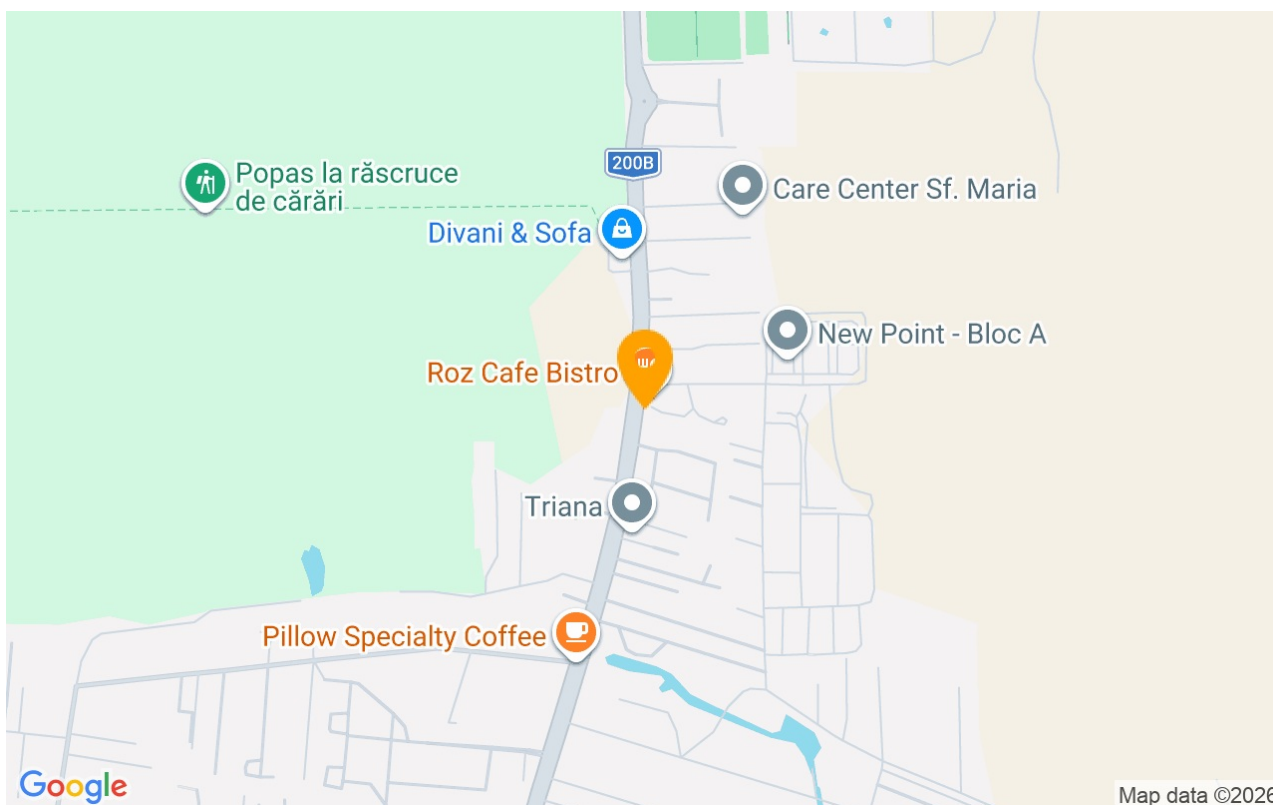 200B
Popas la răscruce
de cărări
Care Center Sf. Maria
Divani & Sofa
New Point - Bloc A
Roz Cafe Bistro
Triana
Pillow Specialty Coffee
Google
Map data ©2026